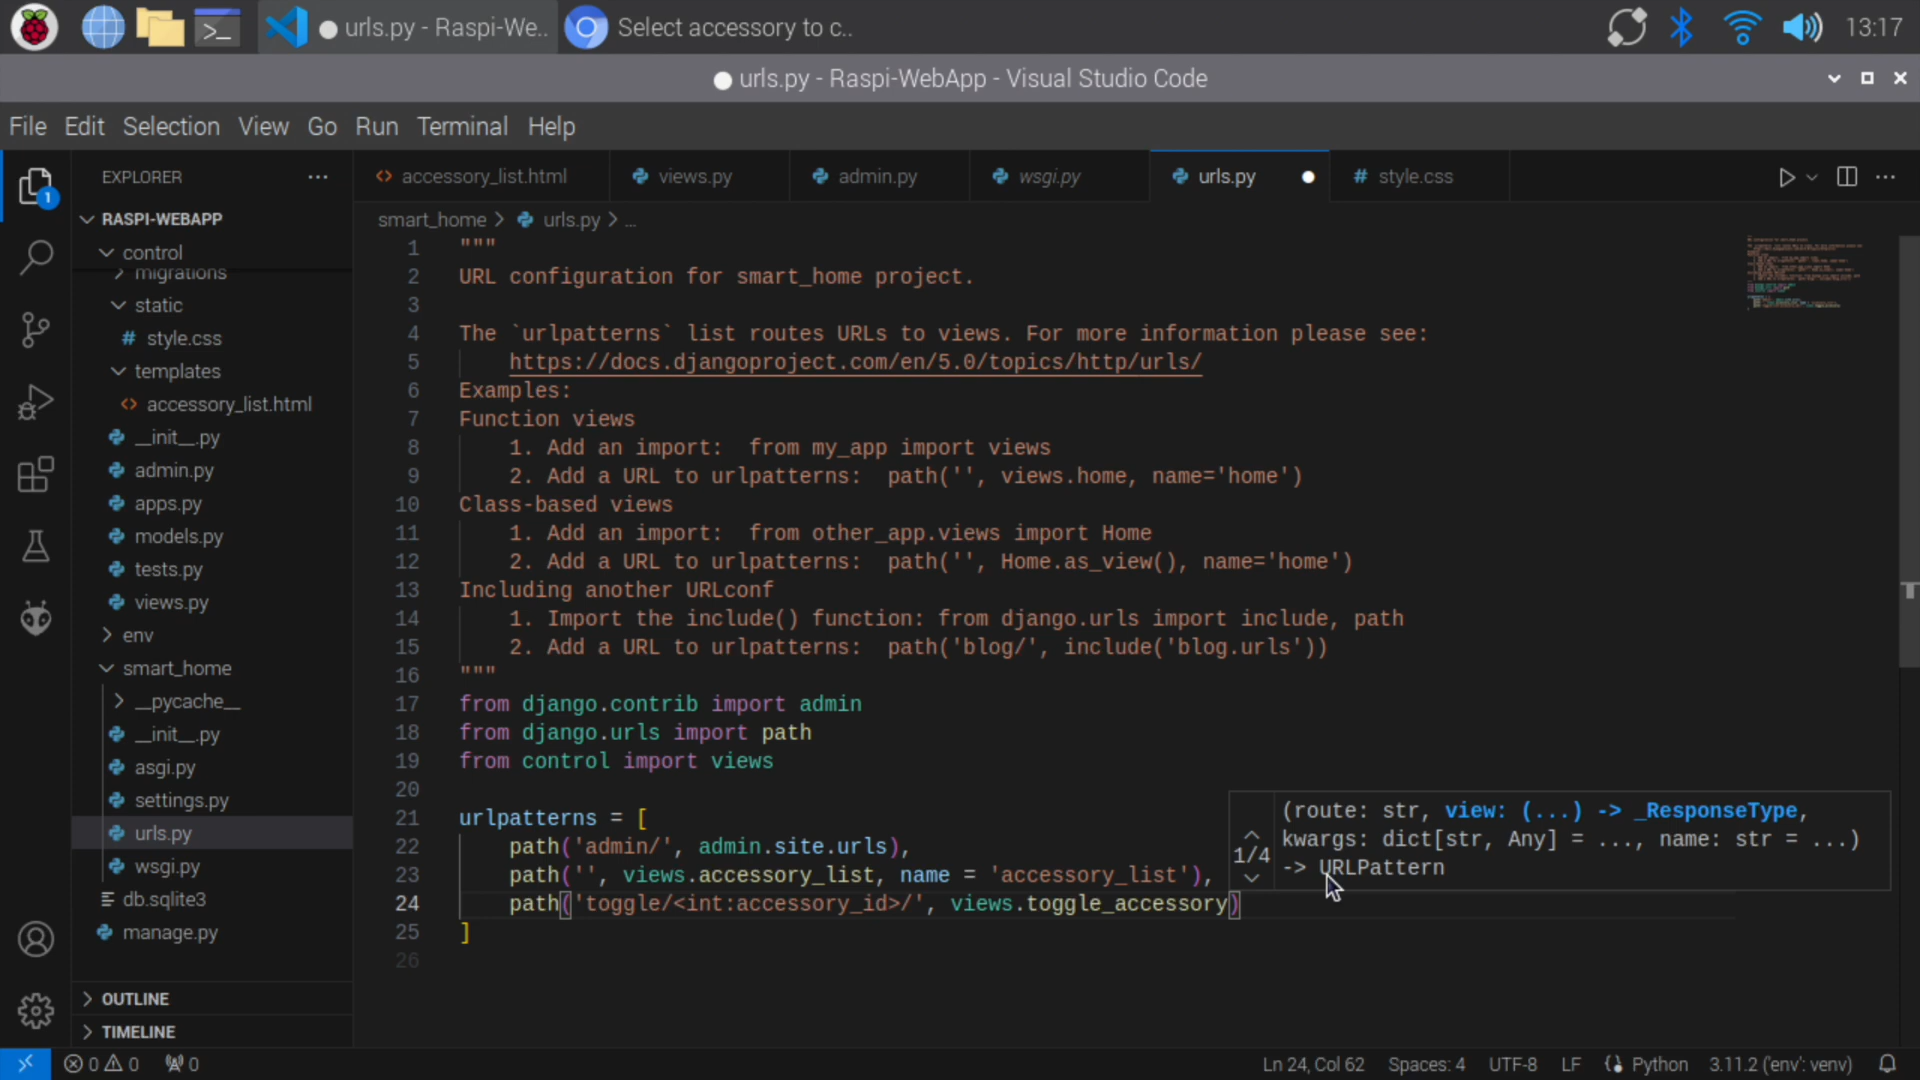 urls.py - Raspi-We..
Select accessory to c..
13:17
urls.py - Raspi-WebApp - Visual Studio Code
File Edit Selection View Go Run Terminal Help
EXPLORER
RASPI-WEBAPP
control
migrations
static
# style.css
templates
<> accessory_list.html
__init__.py
admin.py
apps.py
models.py
tests.py
views.py
env
smart_home
__pycache__
__init__.py
asgi.py
settings.py
urls.py
wsgi.py
db.sqlite3
manage.py
OUTLINE
TIMELINE
1
<> accessory_list.html
views.py
admin.py
wsgi.py
urls.py
# style.css
smart_home > urls.py > ...
1 """
2 URL configuration for smart_home project.
3
4 The `urlpatterns` list routes URLs to views. For more information please see:
5     https://docs.djangoproject.com/en/5.0/topics/http/urls/
6 Examples:
7 Function views
8     1. Add an import:  from my_app import views
9     2. Add a URL to urlpatterns:  path('', views.home, name='home')
10 Class-based views
11     1. Add an import:  from other_app.views import Home
12     2. Add a URL to urlpatterns:  path('', Home.as_view(), name='home')
13 Including another URLconf
14     1. Import the include() function: from django.urls import include, path
15     2. Add a URL to urlpatterns:  path('blog/', include('blog.urls'))
16 """
17 from django.contrib import admin
18 from django.urls import path
19 from control import views
20
21 urlpatterns = [
22     path('admin/', admin.site.urls),
23     path('', views.accessory_list, name = 'accessory_list'),
24     path('toggle/<int:accessory_id>/', views.toggle_accessory)
25 ]
26
1/4
(route: str, view: (...) -> _ResponseType,
kwargs: dict[str, Any] = ..., name: str = ...)
-> URLPattern
0 0 0
Ln 24, Col 62 Spaces: 4 UTF-8 LF Python 3.11.2 ('env': venv)